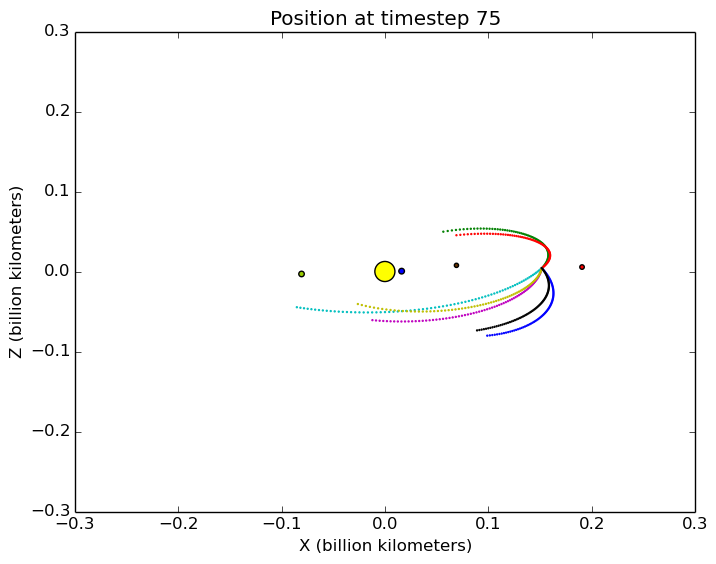 Position at timestep 75
0.3
0.2
0.1
0.0
−0.1
−0.2
−0.3
Z (billion kilometers)
−0.3 −0.2 −0.1 0.0 0.1 0.2 0.3
X (billion kilometers)